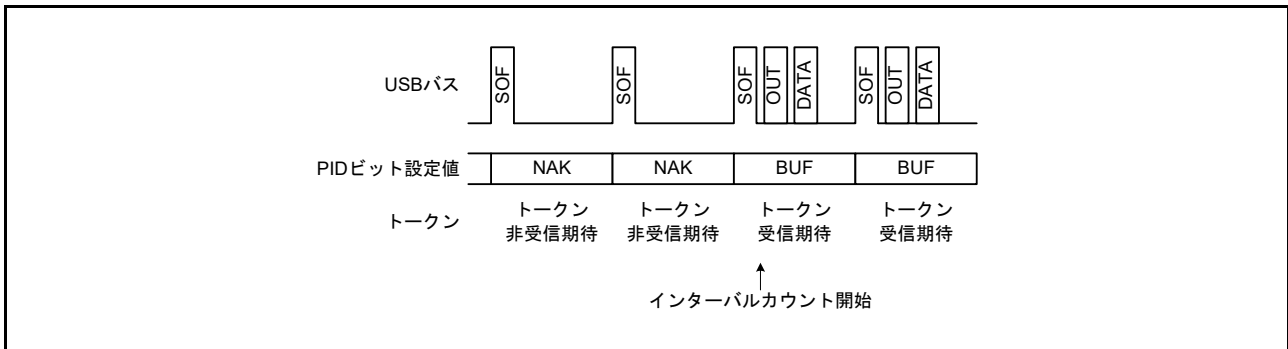 USBバス
SOF
SOF
SOF
OUT
DATA
SOF
OUT
DATA
PIDビット設定値
NAK
NAK
BUF
BUF
トークン
トークン
非受信期待
トークン
非受信期待
トークン
受信期待
トークン
受信期待
インターバルカウント開始